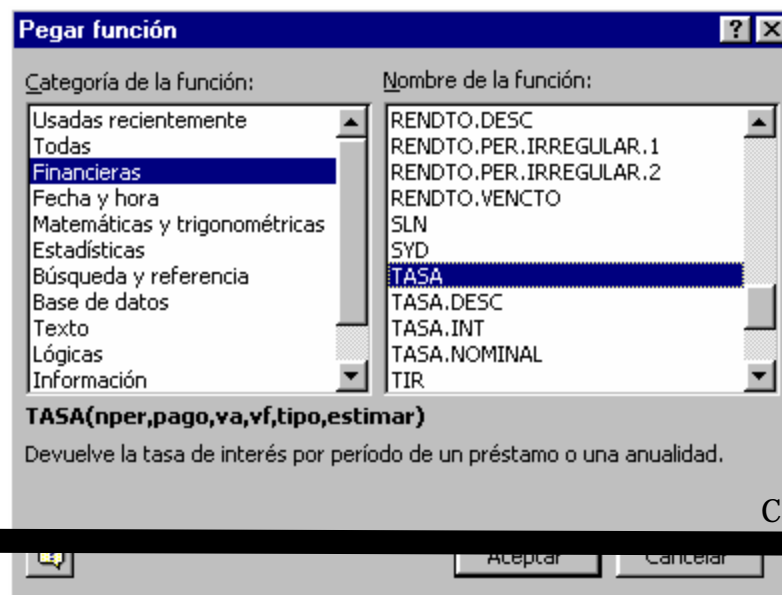 Pegar función
Categoría de la función:
Nombre de la función:
Usadas recientemente
Todas
Financieras
Fecha y hora
Matemáticas y trigonométricas
Estadísticas
Búsqueda y referencia
Base de datos
Texto
Lógicas
Información
RENDTO.DESC
RENDTO.PER.IRREGULAR.1
RENDTO.PER.IRREGULAR.2
RENDTO.VENCTO
SLN
SYD
TASA
TASA.DESC
TASA.INT
TASA.NOMINAL
TIR
TASA(nper,pago,va,vf,tipo,estimar)
Devuelve la tasa de interés por período de un préstamo o una anualidad.
C
Aceptar
Cancelar